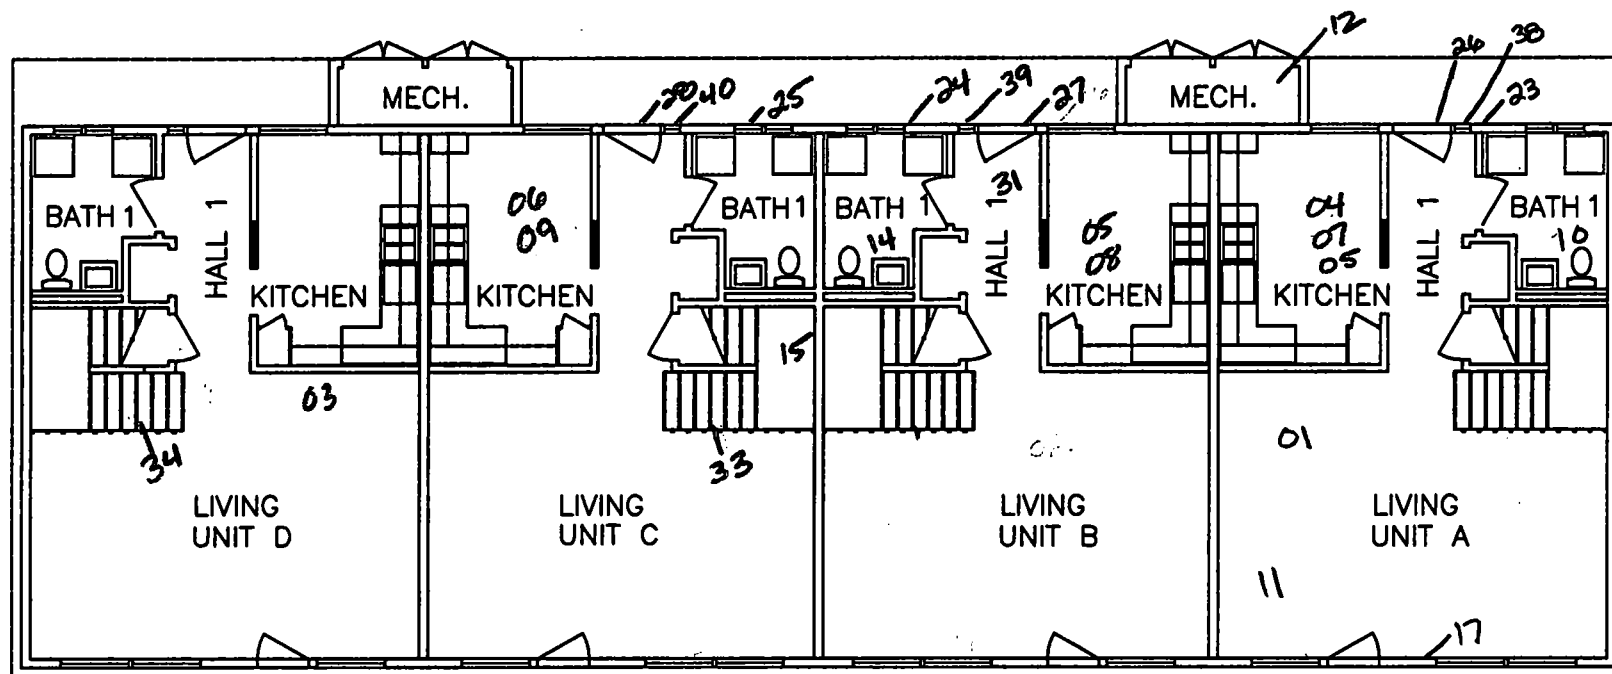 12
26
38
MECH.
28
40
25
24
39
27
MECH.
23
BATH 1
HALL 1
KITCHEN
06
09
KITCHEN
BATH 1
BATH 1
14
HALL 1
31
05
08
KITCHEN
04
07
05
KITCHEN
HALL 1
BATH 1
10
15
03
34
33
01
LIVING
UNIT D
LIVING
UNIT C
LIVING
UNIT B
LIVING
UNIT A
11
17